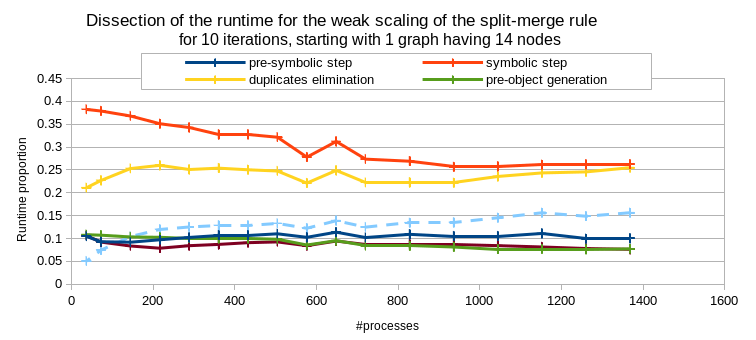 Dissection of the runtime for the weak scaling of the split-merge rule
for 10 iterations, starting with 1 graph having 14 nodes
pre-symbolic step
symbolic step
duplicates elimination
pre-object generation
0.45
0.4
0.35
0.3
0.25
0.2
0.15
0.1
0.05
0
Runtime proportion
0 200 400 600 800 1000 1200 1400 1600
#processes